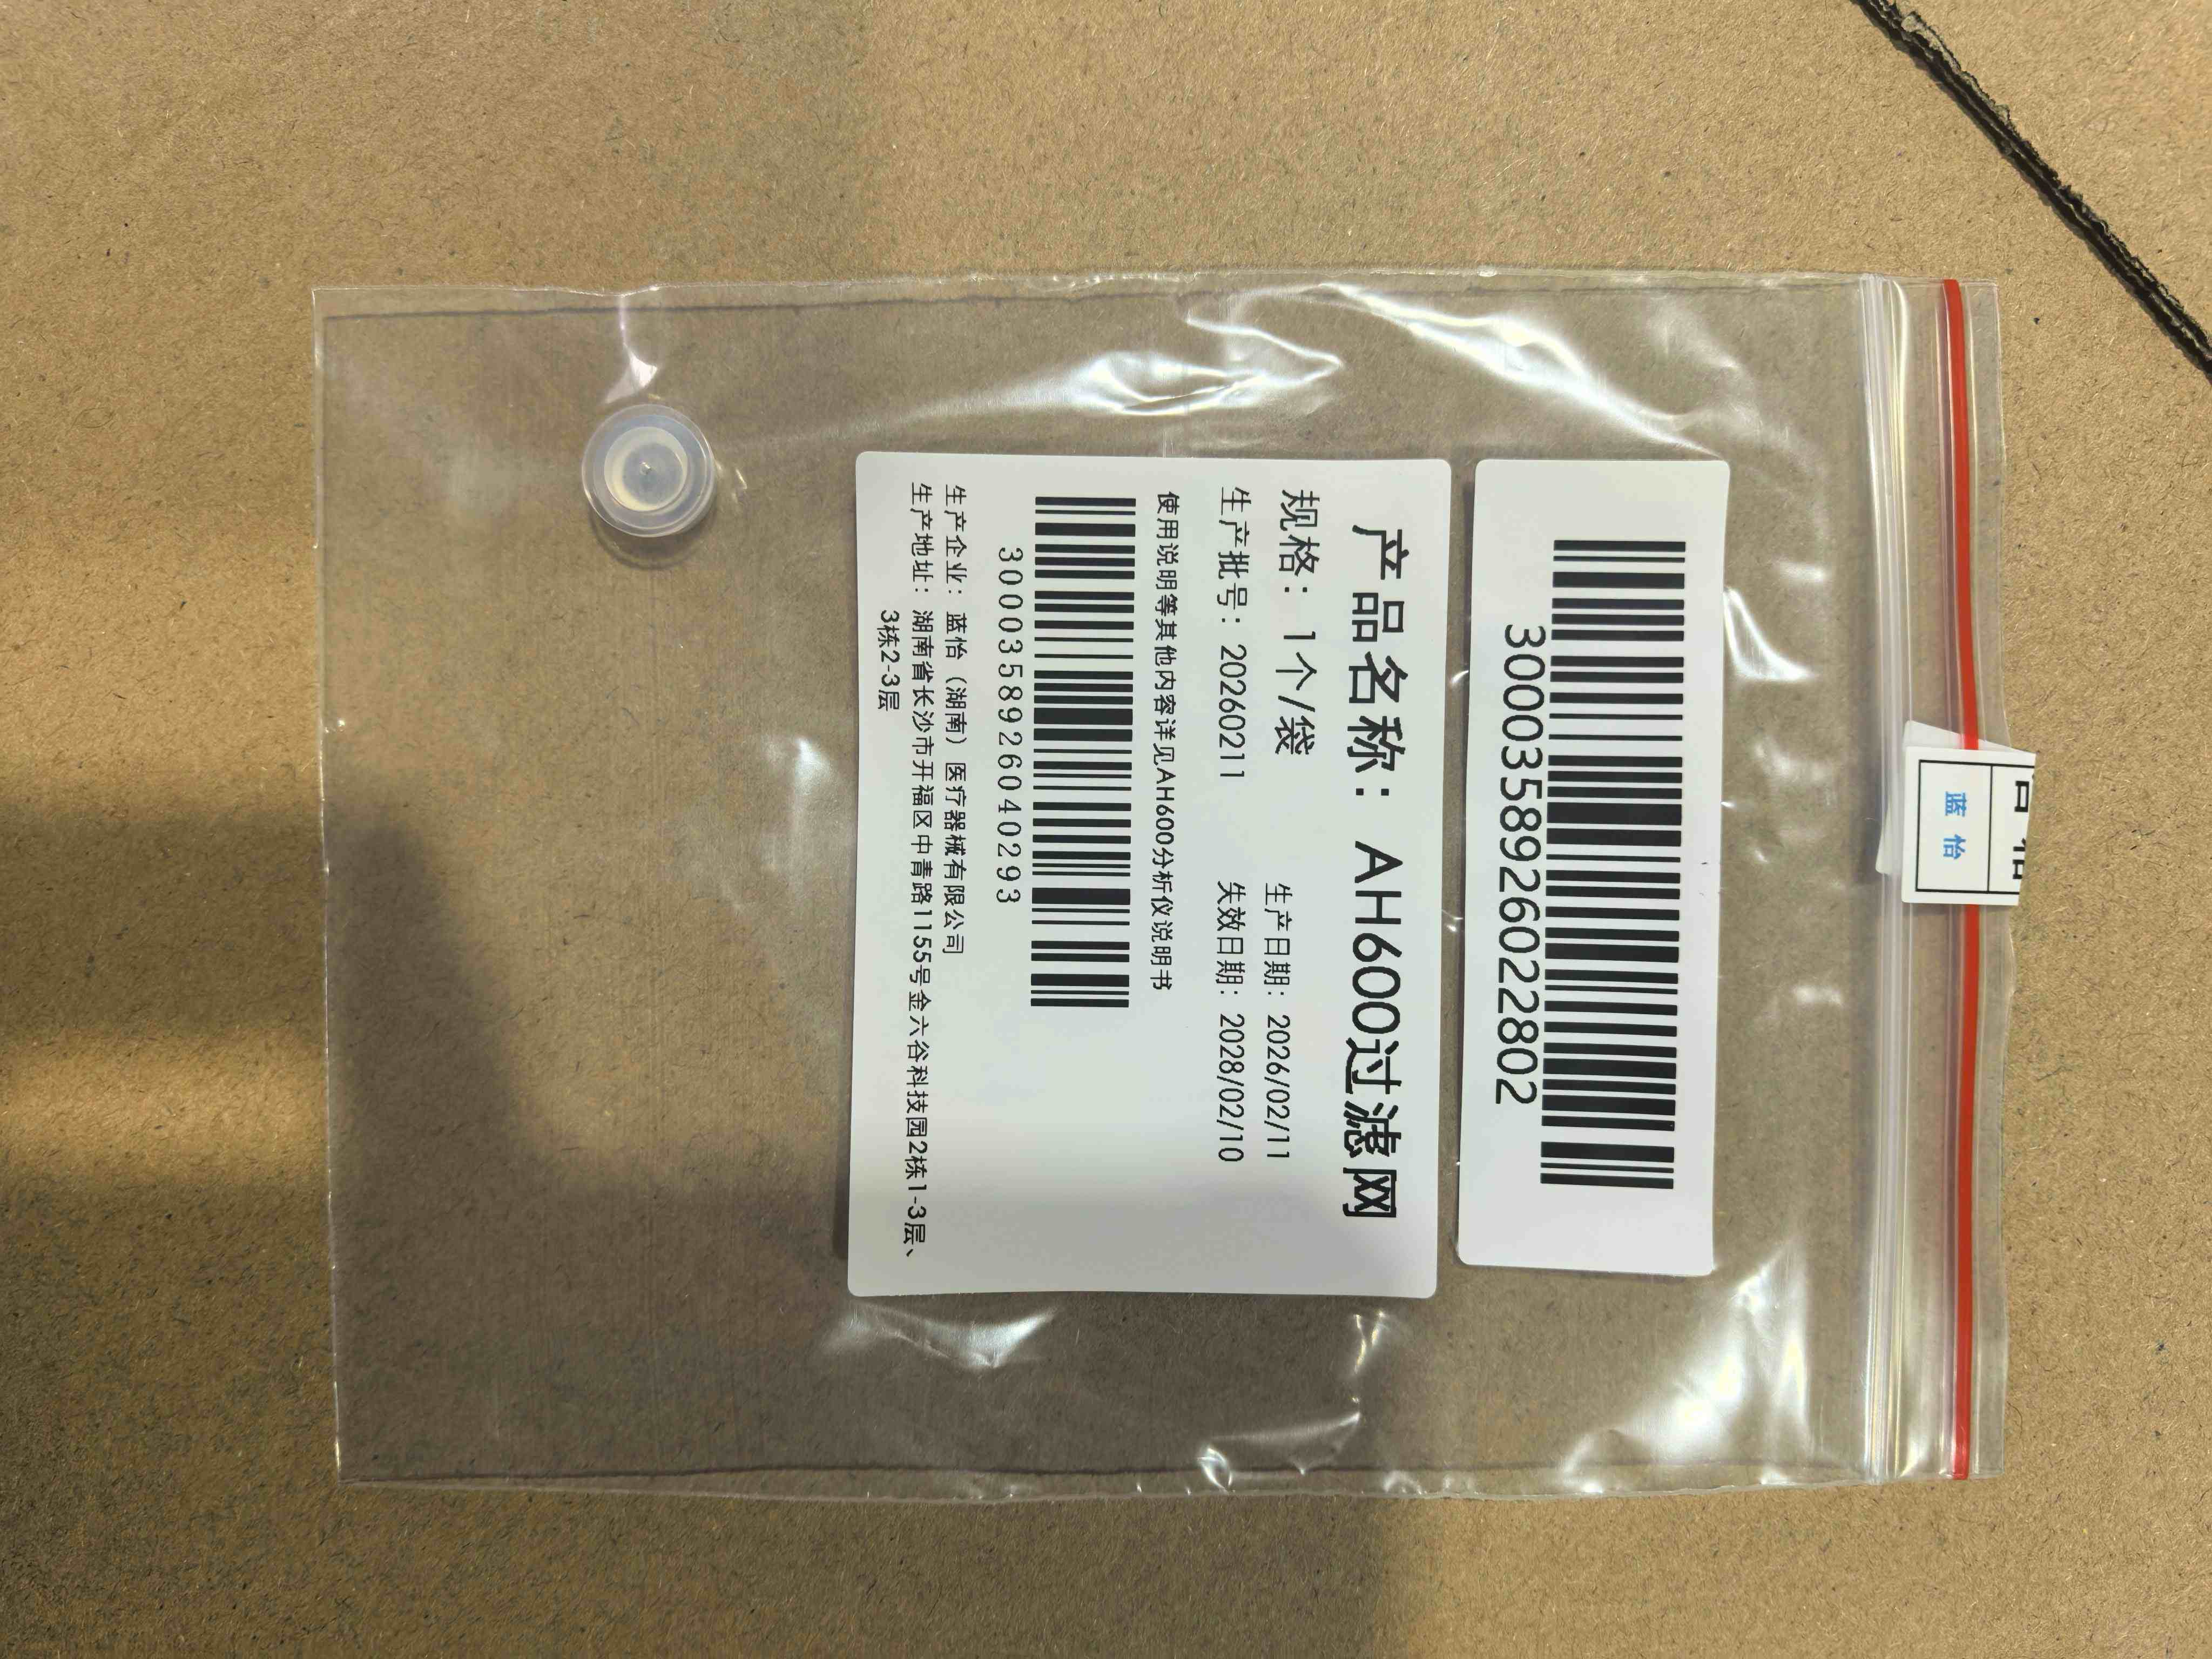 3000358926022802
产品名称：AH600过滤网
规格：1个/袋
生产日期：2026/02/11
生产批号：20260211
失效日期：2028/02/10
使用说明等其他内容详见AH600分析仪说明书
3000358926040293
生产企业：蓝怡（湖南）医疗器械有限公司
生产地址：湖南省长沙市开福区中青路1155号金六谷科技园2栋1-3层、
3栋2-3层
蓝怡